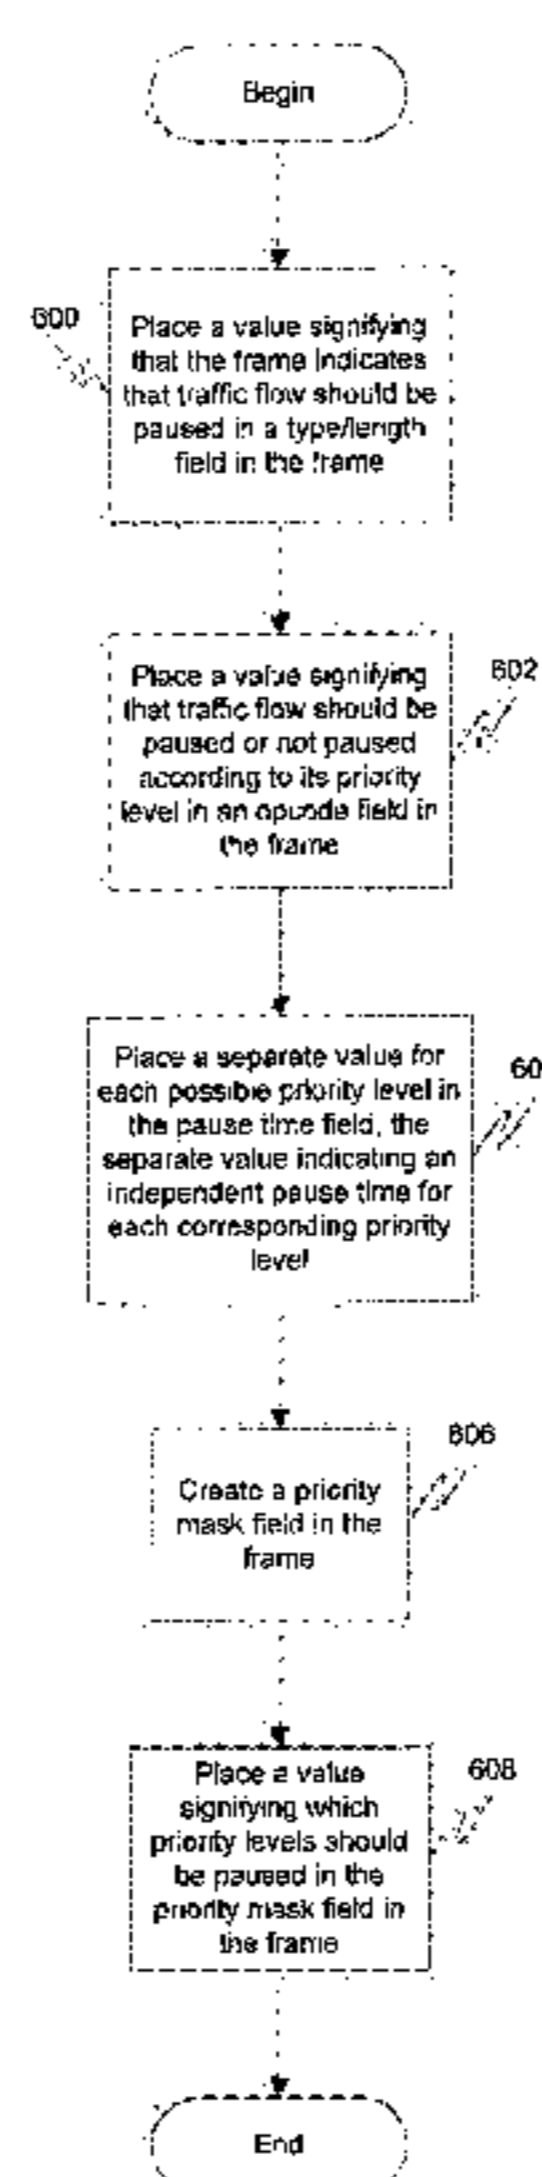 Begin
600
Place a value signifying
that the frame indicates
that traffic flow should be
paused in a type/length
field in the frame
602
Place a value signifying
that traffic flow should be
paused or not paused
according to its priority
level in an opcode field in
the frame
60
Place a separate value for
each possible priority level in
the pause time field, the
separate value indicating an
independent pause time for
each corresponding priority
level
606
Create a priority
mask field in the
frame
608
Place a value
signifying which
priority levels should
be paused in the
priority mask field in
the frame
End